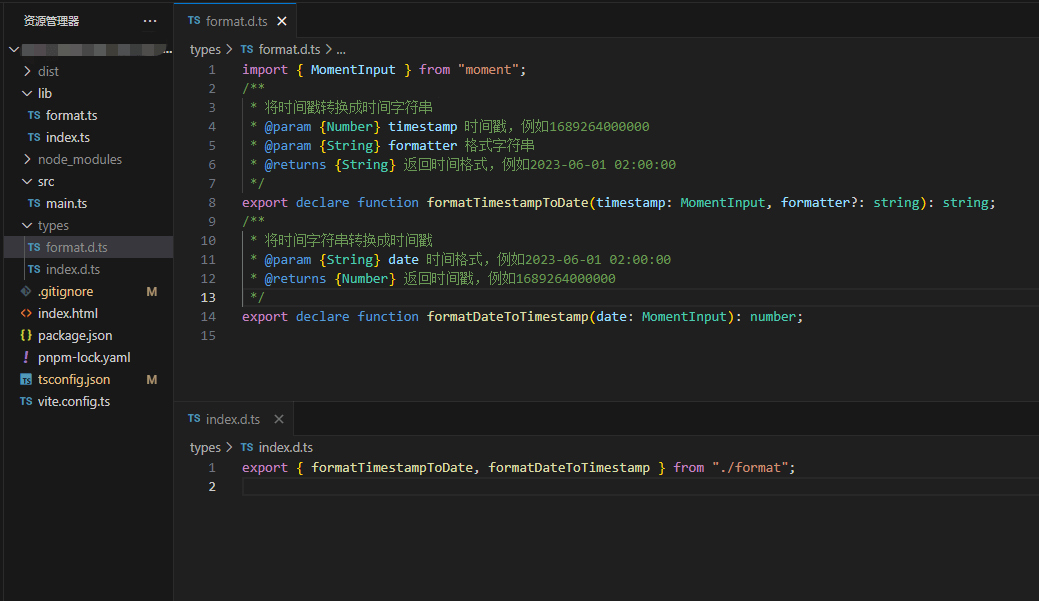 资源管理器 ...
...
dist
lib
TS format.ts
TS index.ts
node_modules
src
TS main.ts
types
TS format.d.ts
TS index.d.ts
.gitignore M
<> index.html
{} package.json
! pnpm-lock.yaml
TS tsconfig.json M
TS vite.config.ts
TS format.d.ts ×
types > TS format.d.ts > ...
1 import { MomentInput } from "moment";
2 /**
3 * 将时间戳转换成时间字符串
4 * @param {Number} timestamp 时间戳，例如1689264000000
5 * @param {String} formatter 格式字符串
6 * @returns {String} 返回时间格式，例如2023-06-01 02:00:00
7 */
8 export declare function formatTimestampToDate(timestamp: MomentInput, formatter?: string): string;
9 /**
10 * 将时间字符串转换成时间戳
11 * @param {String} date 时间格式，例如2023-06-01 02:00:00
12 * @returns {Number} 返回时间戳，例如1689264000000
13 */
14 export declare function formatDateToTimestamp(date: MomentInput): number;
15
TS index.d.ts ×
types > TS index.d.ts
1 export { formatTimestampToDate, formatDateToTimestamp } from "./format";
2